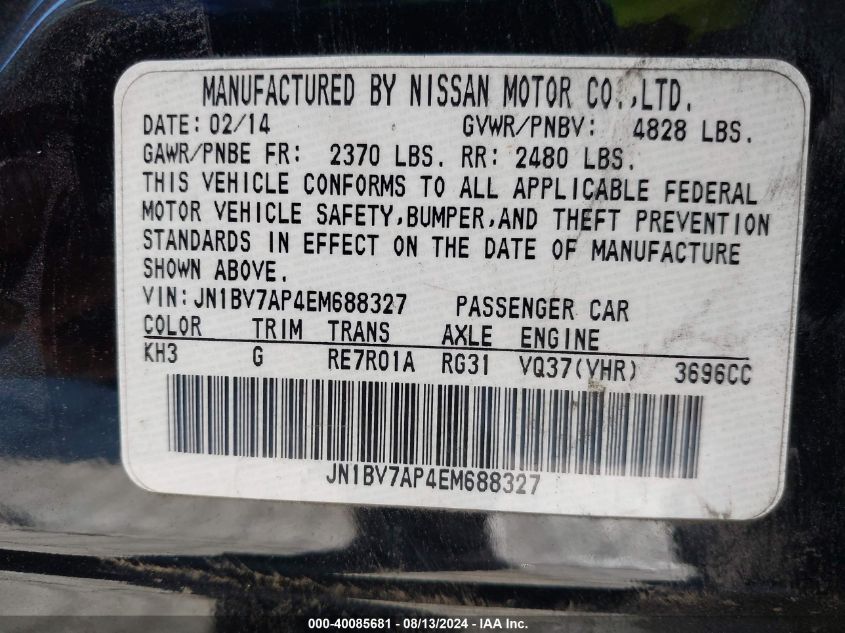 MANUFACTURED BY NISSAN MOTOR CO.,LTD.
DATE: 02/14 GVWR/PNBV: 4828 LBS.
GAWR/PNBE FR: 2370 LBS. RR: 2480 LBS.
THIS VEHICLE CONFORMS TO ALL APPLICABLE FEDERAL
MOTOR VEHICLE SAFETY,BUMPER,AND THEFT PREVENTION
STANDARDS IN EFFECT ON THE DATE OF MANUFACTURE
SHOWN ABOVE.
VIN: JN1BV7AP4EM688327 PASSENGER CAR
COLOR TRIM TRANS AXLE ENGINE
KH3 G RE7R01A RG31 VQ37(VHR) 3696CC
JN1BV7AP4EM688327
000-40085681 - 08/13/2024 - IAAI, Inc.